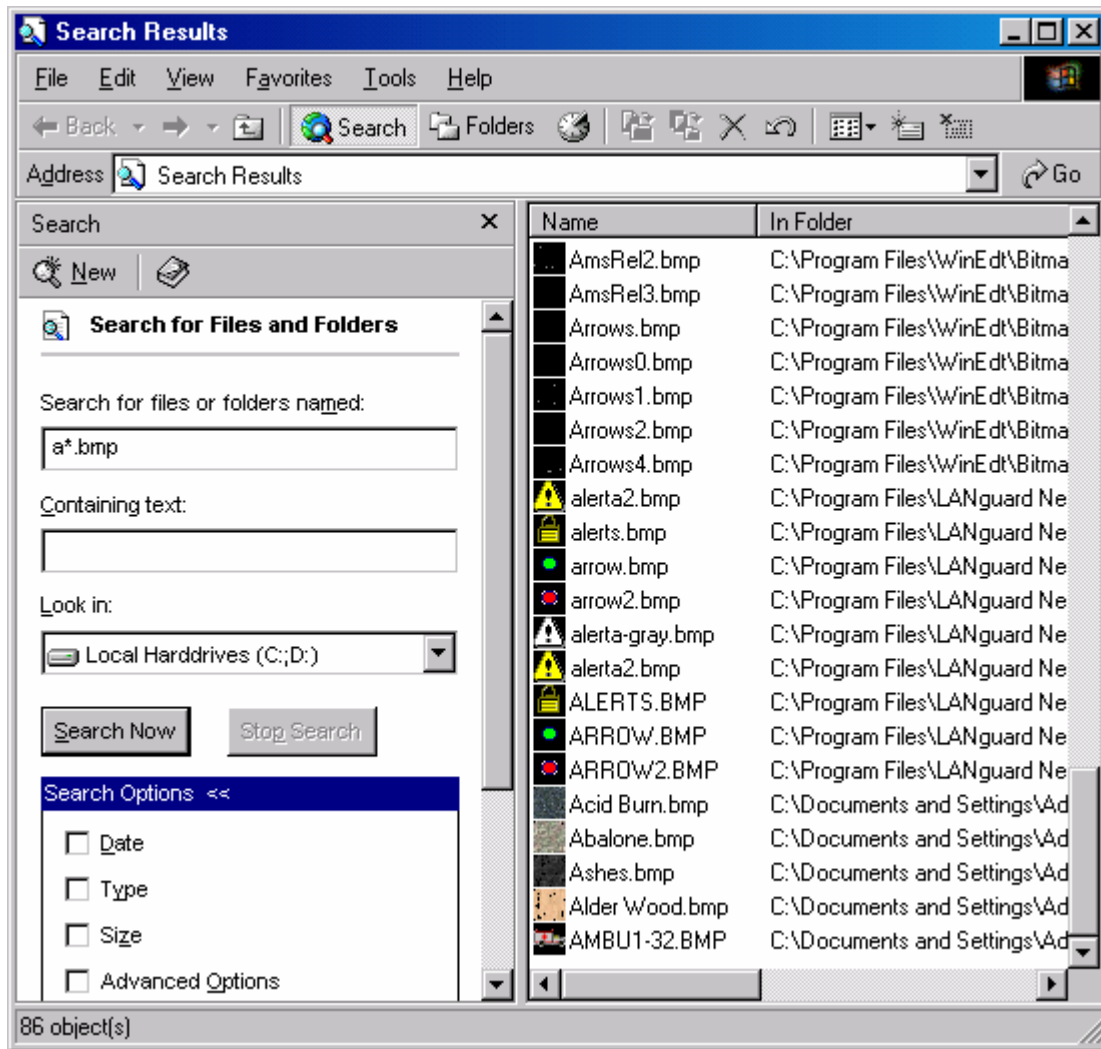 Search Results
File Edit View Favorites Tools Help
Back Search Folders
Address Search Results Go
Search
New
Search for Files and Folders
Search for files or folders named:
a*.bmp
Containing text:
Look in:
Local Harddrives (C:;D:)
Search Now Stop Search
Search Options <<
Date
Type
Size
Advanced Options
Name In Folder
AmsRel2.bmp C:\Program Files\WinEdt\Bitma
AmsRel3.bmp C:\Program Files\WinEdt\Bitma
Arrows.bmp C:\Program Files\WinEdt\Bitma
Arrows0.bmp C:\Program Files\WinEdt\Bitma
Arrows1.bmp C:\Program Files\WinEdt\Bitma
Arrows2.bmp C:\Program Files\WinEdt\Bitma
Arrows4.bmp C:\Program Files\WinEdt\Bitma
alerta2.bmp C:\Program Files\LANguard Ne
alerts.bmp C:\Program Files\LANguard Ne
arrow.bmp C:\Program Files\LANguard Ne
arrow2.bmp C:\Program Files\LANguard Ne
alerta-gray.bmp C:\Program Files\LANguard Ne
alerta2.bmp C:\Program Files\LANguard Ne
ALERTS.BMP C:\Program Files\LANguard Ne
ARROW.BMP C:\Program Files\LANguard Ne
ARROW2.BMP C:\Program Files\LANguard Ne
Acid Burn.bmp C:\Documents and Settings\Ad
Abalone.bmp C:\Documents and Settings\Ad
Ashes.bmp C:\Documents and Settings\Ad
Alder Wood.bmp C:\Documents and Settings\Ad
AMBU1-32.BMP C:\Documents and Settings\Ad
86 object(s)